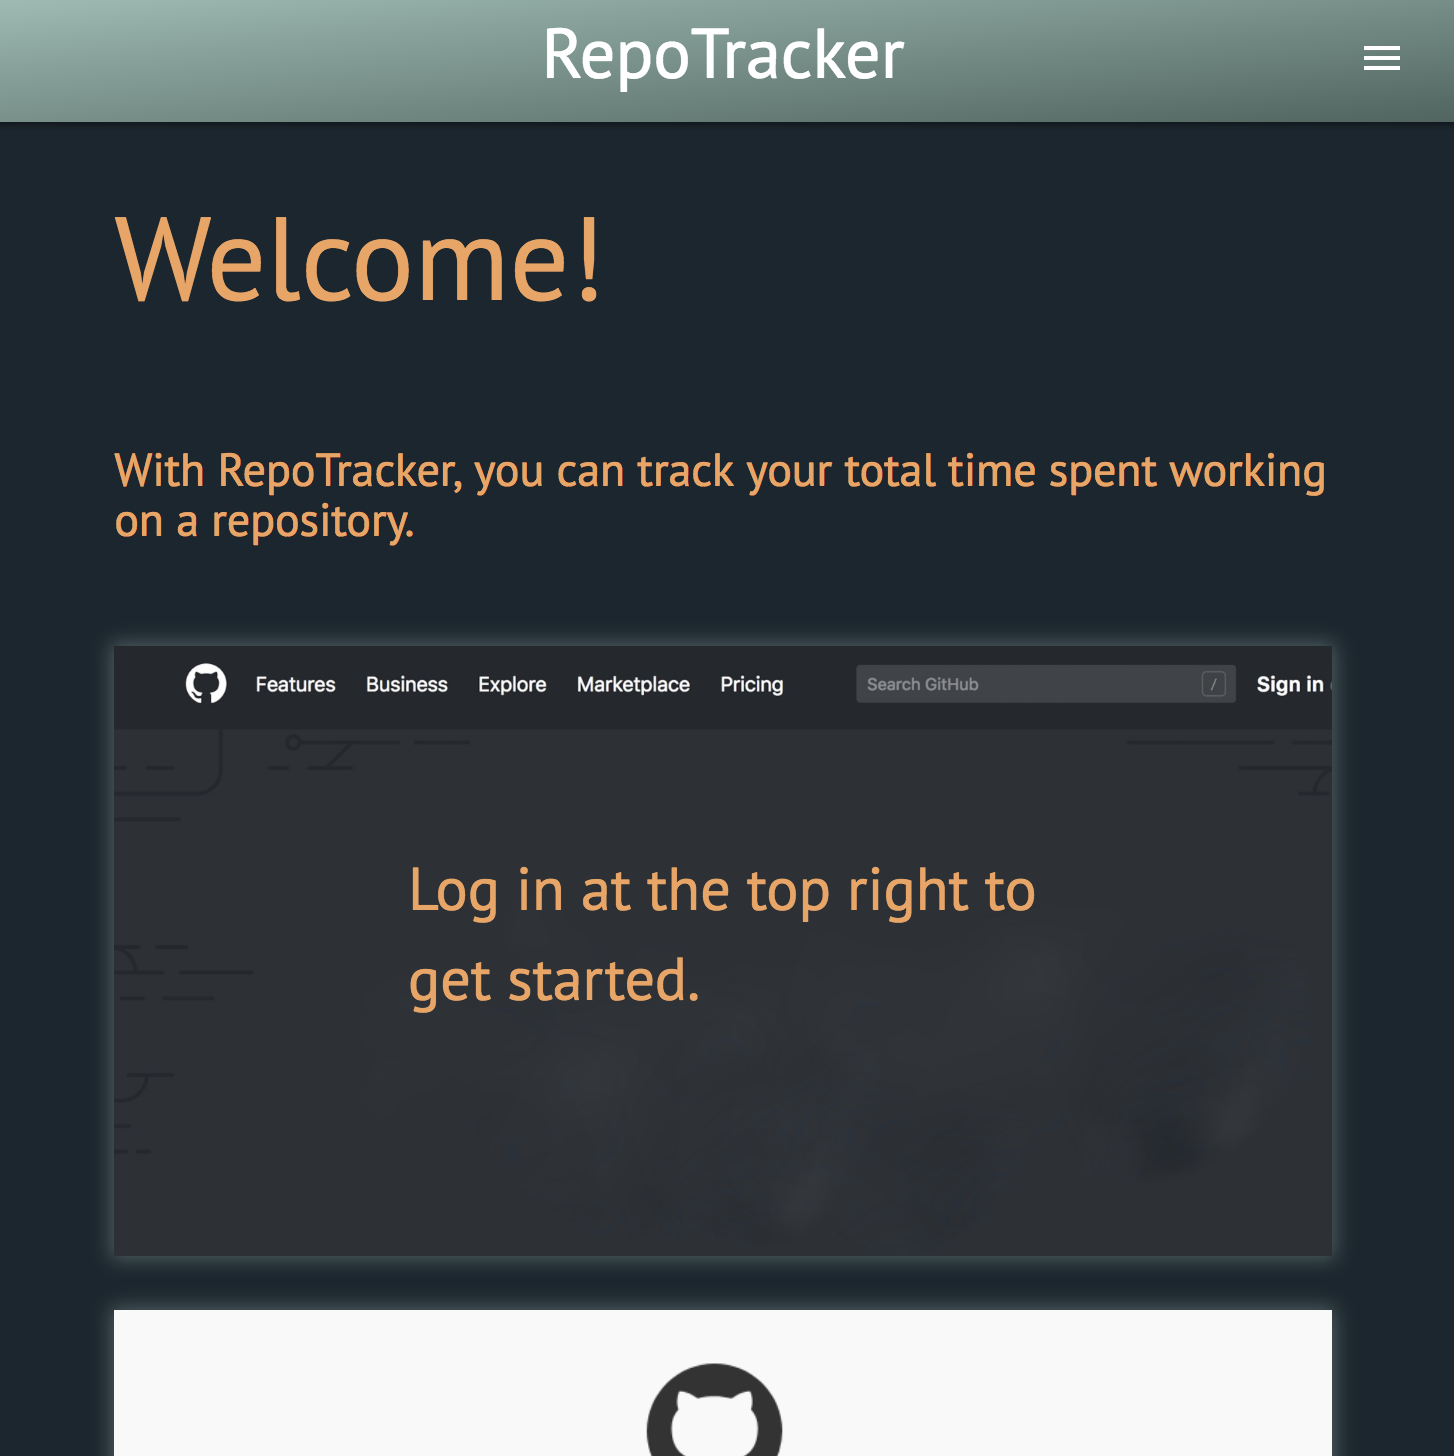 RepoTracker
Welcome!
With RepoTracker, you can track your total time spent working
on a repository.
Features Business Explore Marketplace Pricing Search GitHub / Sign in
Log in at the top right to
get started.